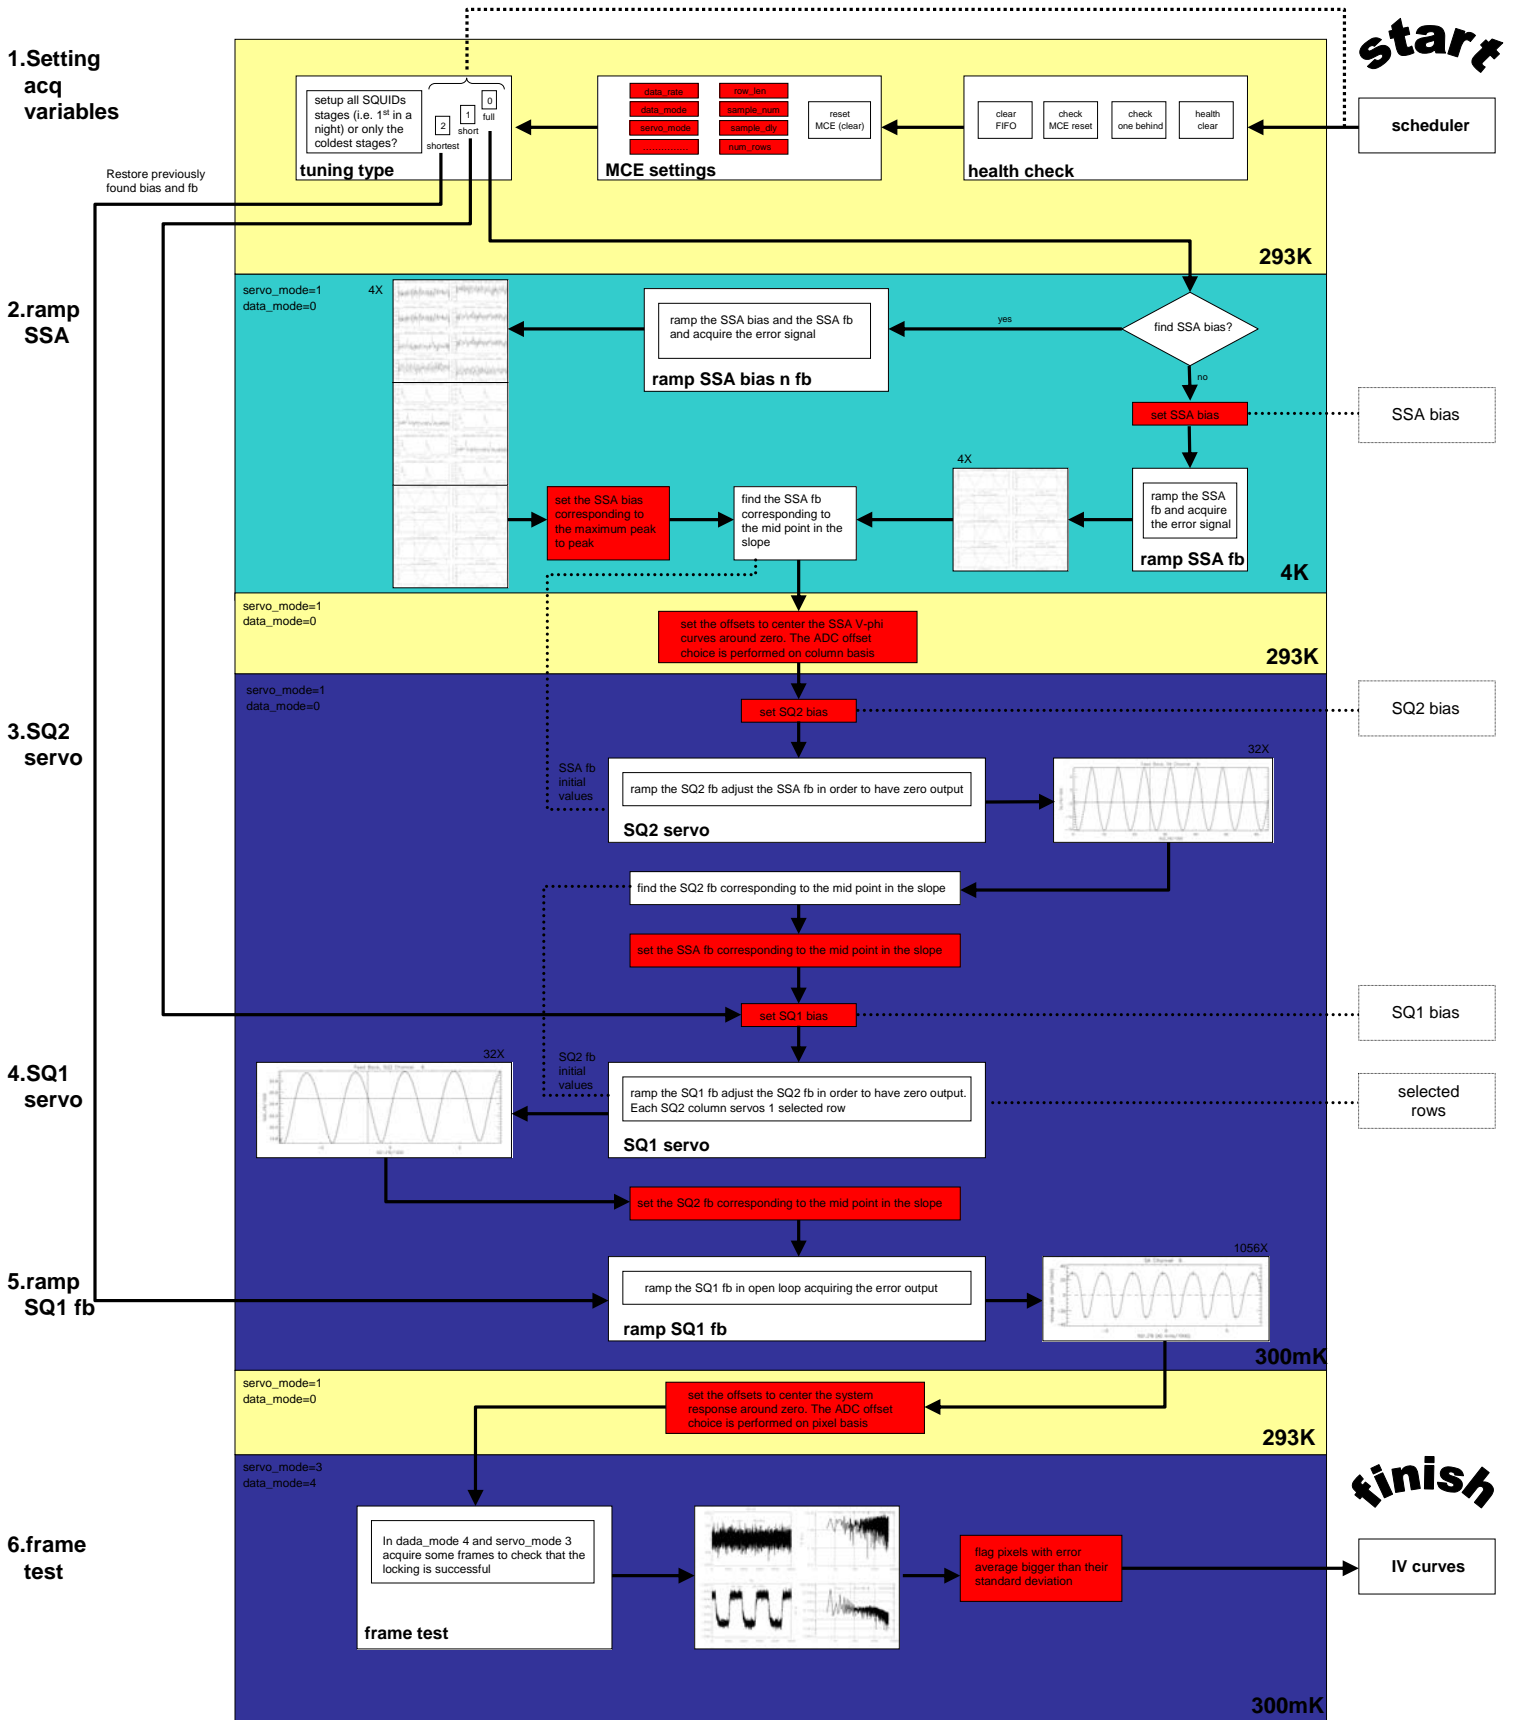 start
1.Setting
acq
variables
setup all SQUIDs
stages (i.e. 1st in a
night) or only the
coldest stages?
0
full
1
short
2
shortest
tuning type
data_rate
row_len
data_mode
sample_num
servo_mode
sample_dly
num_rows
reset
MCE (clear)
MCE settings
clear
FIFO
check
MCE reset
check
one behind
health
clear
health check
scheduler
Restore previously
found bias and fb
293K
2.ramp
SSA
servo_mode=1
data_mode=0
4X
ramp the SSA bias and the SSA fb
and acquire the error signal
ramp SSA bias n fb
yes
find SSA bias?
no
set SSA bias
SSA bias
4X
set the SSA bias
corresponding to
the maximum peak
to peak
find the SSA fb
corresponding to
the mid point in the
slope
ramp the SSA
fb and acquire
the error signal
ramp SSA fb
4K
servo_mode=1
data_mode=0
set the offsets to center the SSA V-phi
curves around zero. The ADC offset
choice is performed on column basis
293K
servo_mode=1
data_mode=0
set SQ2 bias
SQ2 bias
3.SQ2
servo
SSA fb
initial
values
ramp the SQ2 fb adjust the SSA fb in order to have zero output
SQ2 servo
32X
find the SQ2 fb corresponding to the mid point in the slope
set the SSA fb corresponding to the mid point in the slope
set SQ1 bias
SQ1 bias
4.SQ1
servo
32X
SQ2 fb
initial
values
ramp the SQ1 fb adjust the SQ2 fb in order to have zero output.
Each SQ2 column servos 1 selected row
SQ1 servo
selected
rows
set the SQ2 fb corresponding to the mid point in the slope
5.ramp
SQ1 fb
ramp the SQ1 fb in open loop acquiring the error output
ramp SQ1 fb
1056X
300mK
servo_mode=1
data_mode=0
set the offsets to center the system
response around zero. The ADC offset
choice is performed on pixel basis
293K
servo_mode=3
data_mode=4
finish
6.frame
test
In dada_mode 4 and servo_mode 3
acquire some frames to check that the
locking is successful
frame test
flag pixels with error
average bigger than their
standard deviation
IV curves
300mK